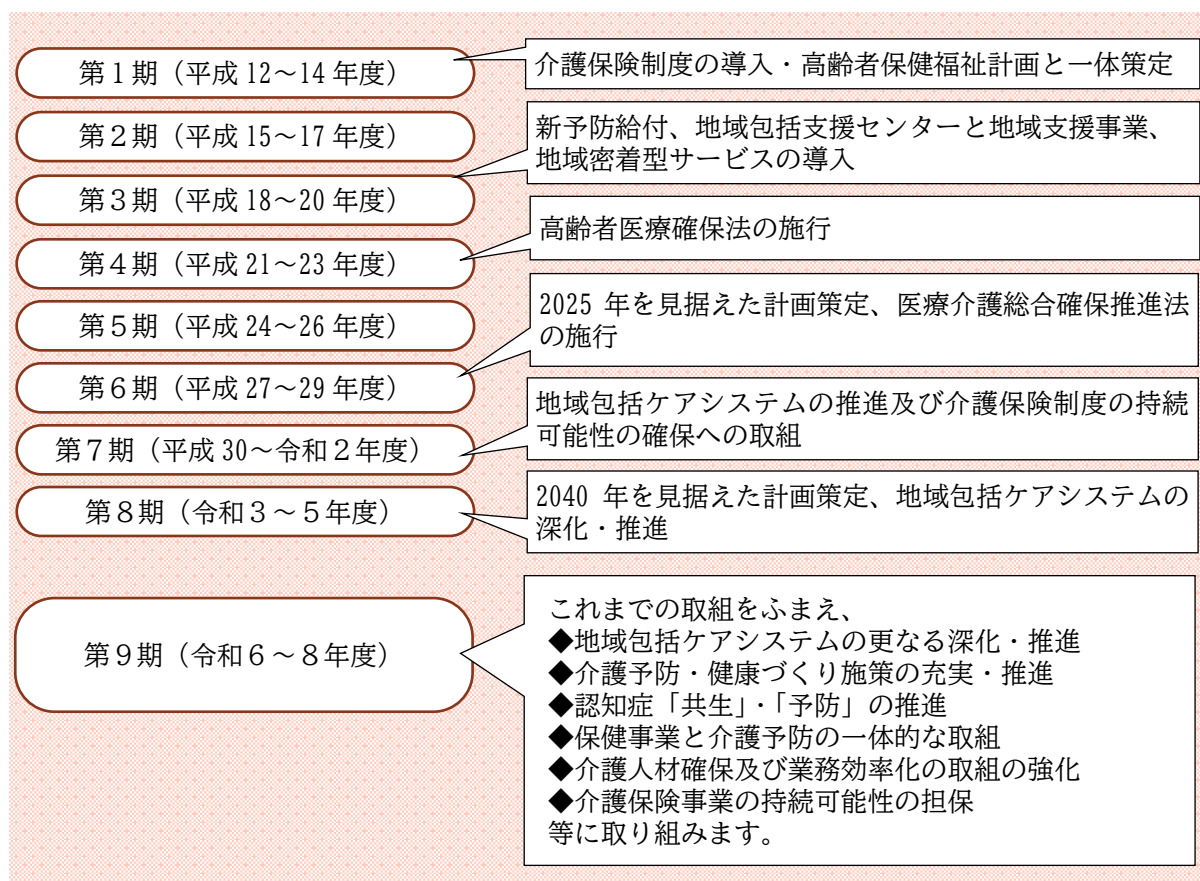 第１期（平成 12～14 年度）
介護保険制度の導入・高齢者保健福祉計画と一体策定
第２期（平成 15～17 年度）
新予防給付、地域包括支援センターと地域支援事業、
地域密着型サービスの導入
第３期（平成 18～20 年度）
高齢者医療確保法の施行
第４期（平成 21～23 年度）
2025 年を見据えた計画策定、医療介護総合確保推進法
の施行
第５期（平成 24～26 年度）
第６期（平成 27～29 年度）
地域包括ケアシステムの推進及び介護保険制度の持続
可能性の確保への取組
第７期（平成 30～令和２年度）
2040 年を見据えた計画策定、地域包括ケアシステムの
深化・推進
第８期（令和３～５年度）
第９期（令和６～８年度）
これまでの取組をふまえ、
◆地域包括ケアシステムの更なる深化・推進
◆介護予防・健康づくり施策の充実・推進
◆認知症「共生」・「予防」の推進
◆保健事業と介護予防の一体的な取組
◆介護人材確保及び業務効率化の取組の強化
◆介護保険事業の持続可能性の担保
等に取り組みます。